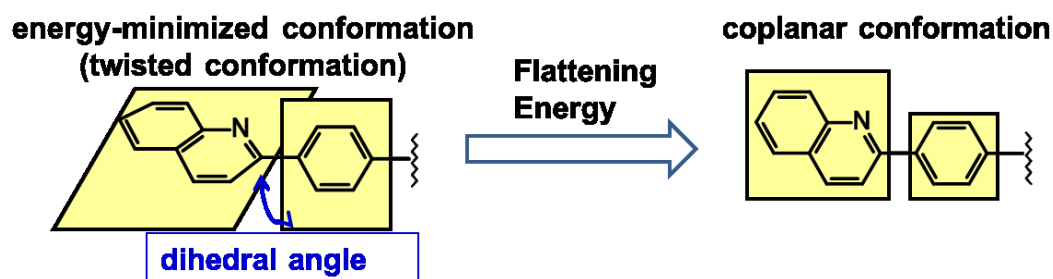 energy-minimized conformation
(twisted conformation)
coplanar conformation
Flattening
Energy
N
N
dihedral angle